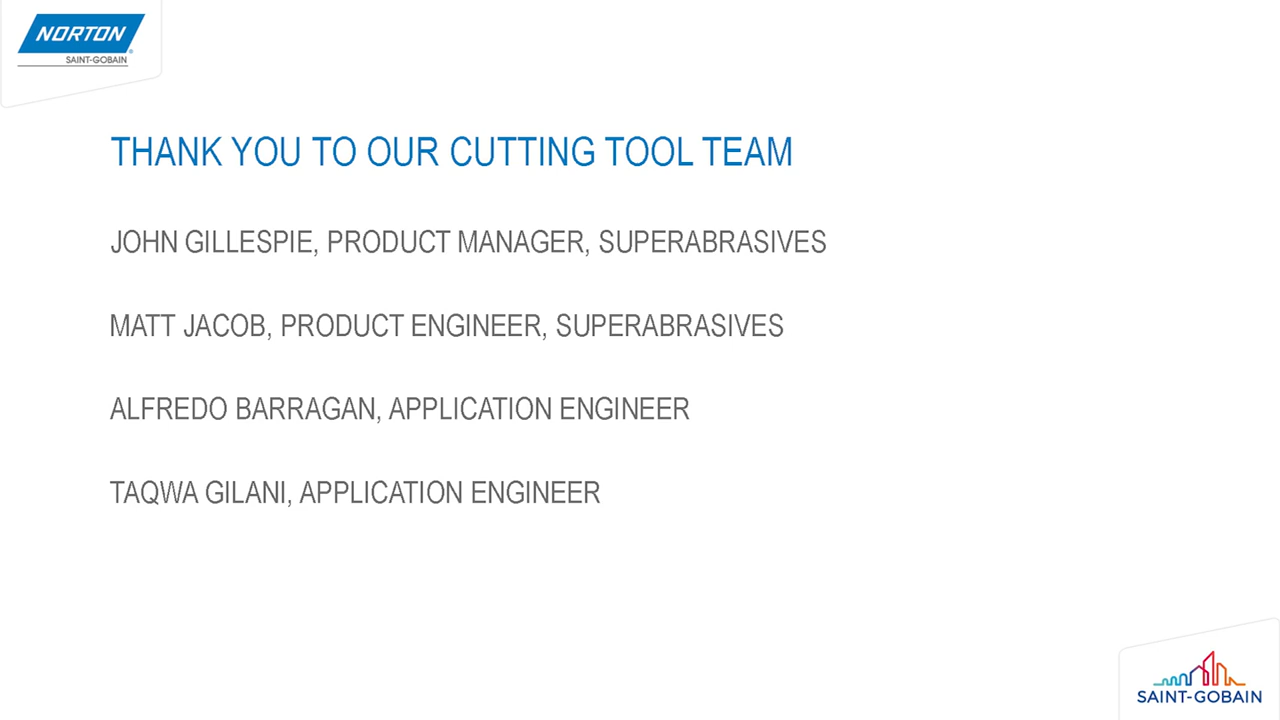 NORTON
SAINT-GOBAIN
THANK YOU TO OUR CUTTING TOOL TEAM
JOHN GILLESPIE, PRODUCT MANAGER, SUPERABRASIVES
MATT JACOB, PRODUCT ENGINEER, SUPERABRASIVES
ALFREDO BARRAGAN, APPLICATION ENGINEER
TAQWA GILANI, APPLICATION ENGINEER
SAINT-GOBAIN